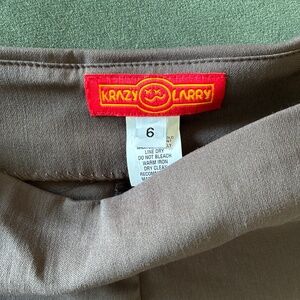 KRAZY LARRY
6
LINE DRY
DO NOT BLEACH
WARM IRON
DRY CLEAN